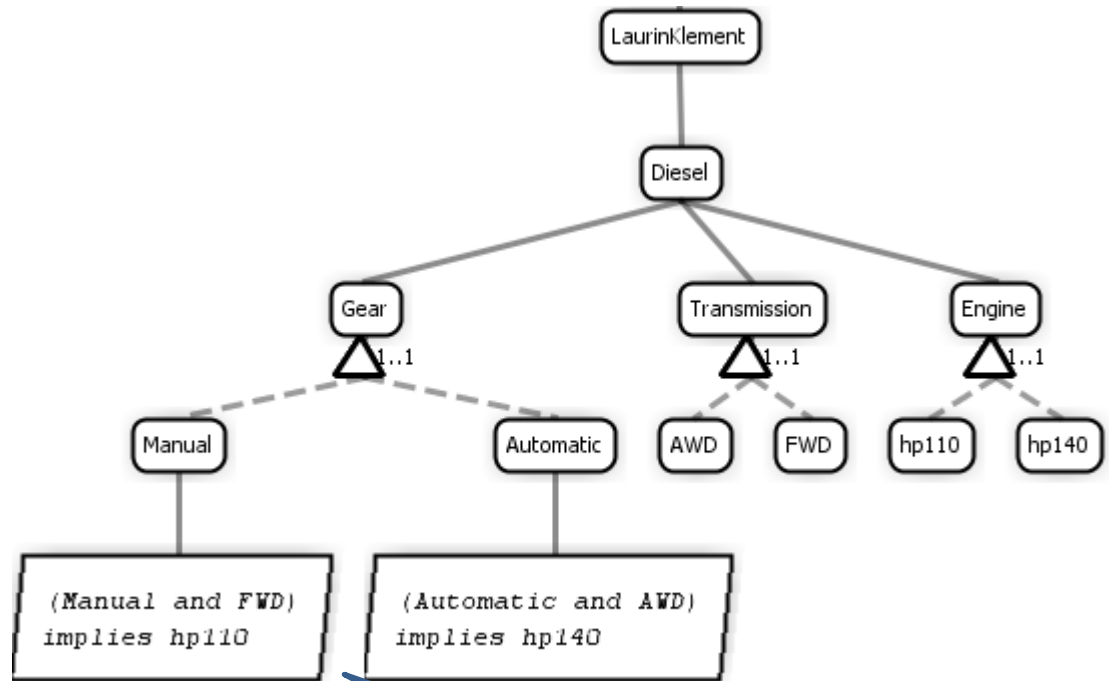 LaurinKlement
Diesel
Gear
Transmission
Engine
1..1
1..1
1..1
Manual
Automatic
AWD
FWD
hp110
hp140
(Manual and FWD)
implies hp110
(Automatic and AWD)
implies hp140